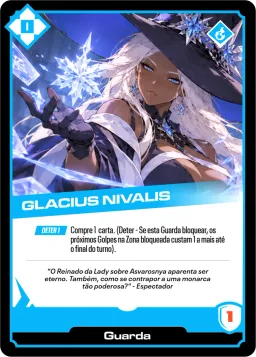 1
GLACIUS NIVALIS
DETER 1 Compre 1 carta. (Deter - Se esta Guarda bloquear, os
próximos Golpes na Zona bloqueada custam 1 a mais até
o final do turno).
"O Reinado da Lady sobre Asvarosnya aparenta ser
eterno. Também, como se contrapor a uma monarca
tão poderosa?" - Espectador
1
Guarda